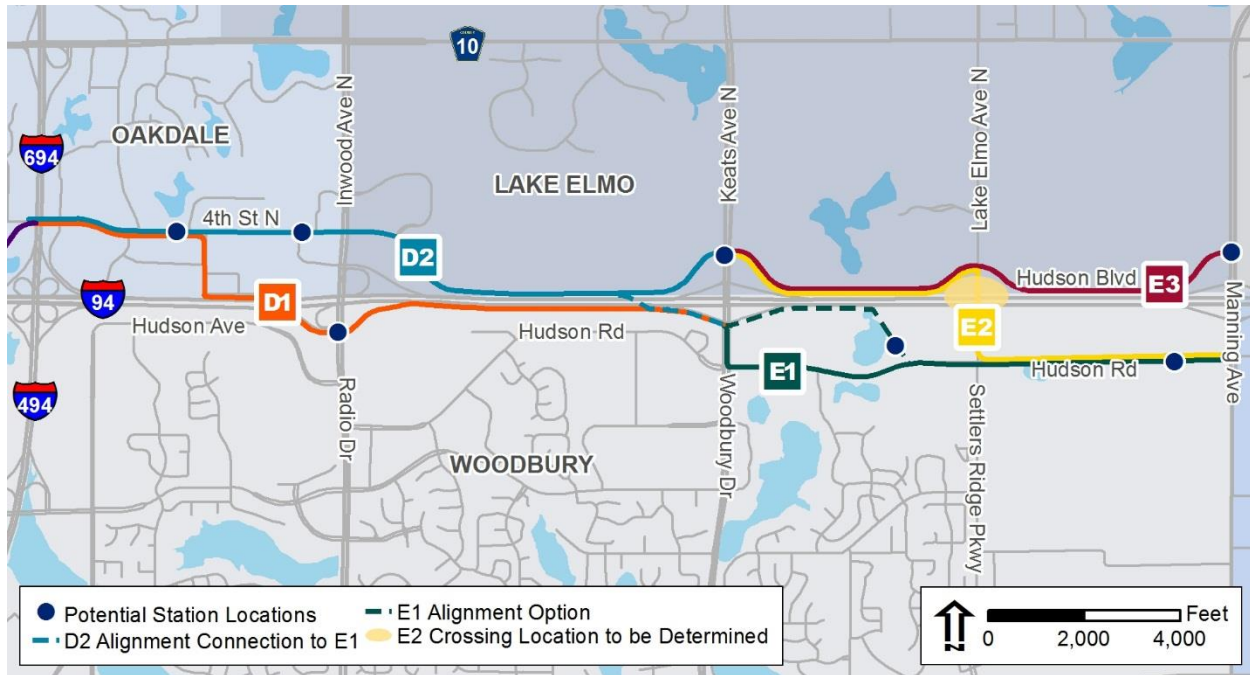 10
OAKDALE
694
Inwood Ave N
LAKE ELMO
Keats Ave N
Lake Elmo Ave N
4th St N
D2
Hudson Blvd
E3
94
D1
Hudson Ave
Hudson Rd
E2
Manning Ave
E1
Hudson Rd
494
Radio Dr
WOODBURY
Woodbury Dr
Settlers Ridge Pkwy
Potential Station Locations
D2 Alignment Connection to E1
E1 Alignment Option
E2 Crossing Location to be Determined
N
Feet
0 2,000 4,000